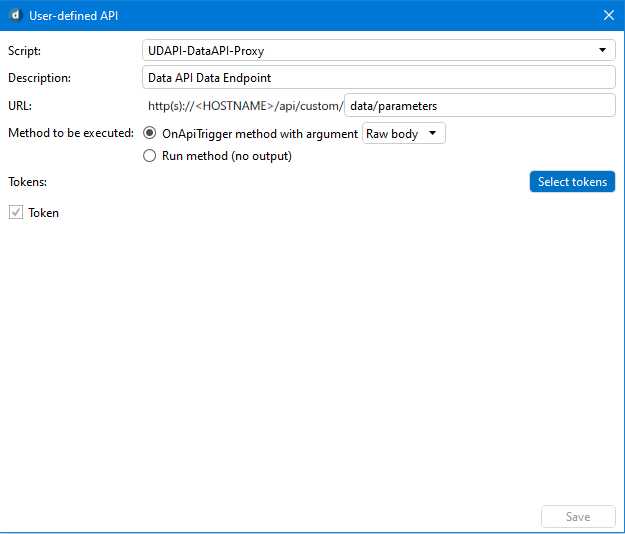 User-defined API
Script: UDAPI-DataAPI-Proxy
Description: Data API Data Endpoint
URL: http(s)://<HOSTNAME>/api/custom/ data/parameters
Method to be executed: OnApiTrigger method with argument Raw body
Run method (no output)
Tokens: Select tokens
Token
Save